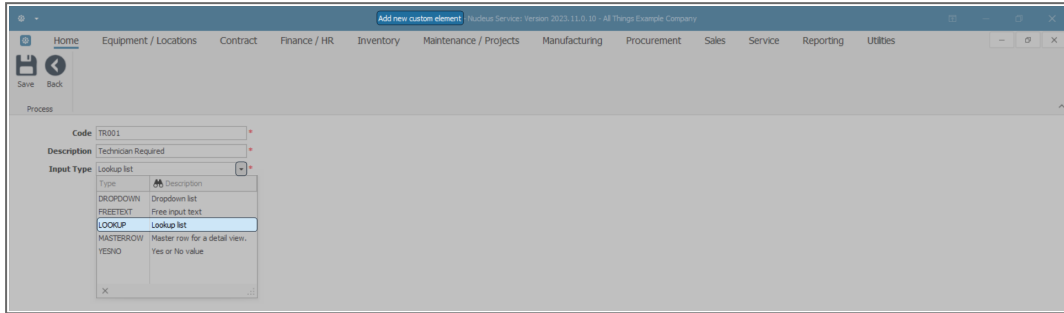 Add new custom element - Nucleus Service: Version 2023.11.0.10 - All Things Example Company
Home Equipment / Locations Contract Finance / HR Inventory Maintenance / Projects Manufacturing Procurement Sales Service Reporting Utilities
Save Back
Process
Code TR001 *
Description Technician Required *
Input Type Lookup list *
Type Description
DROPDOWN Dropdown list
FREETEXT Free input text
LOOKUP Lookup list
MASTERROW Master row for a detail view.
YESNO Yes or No value